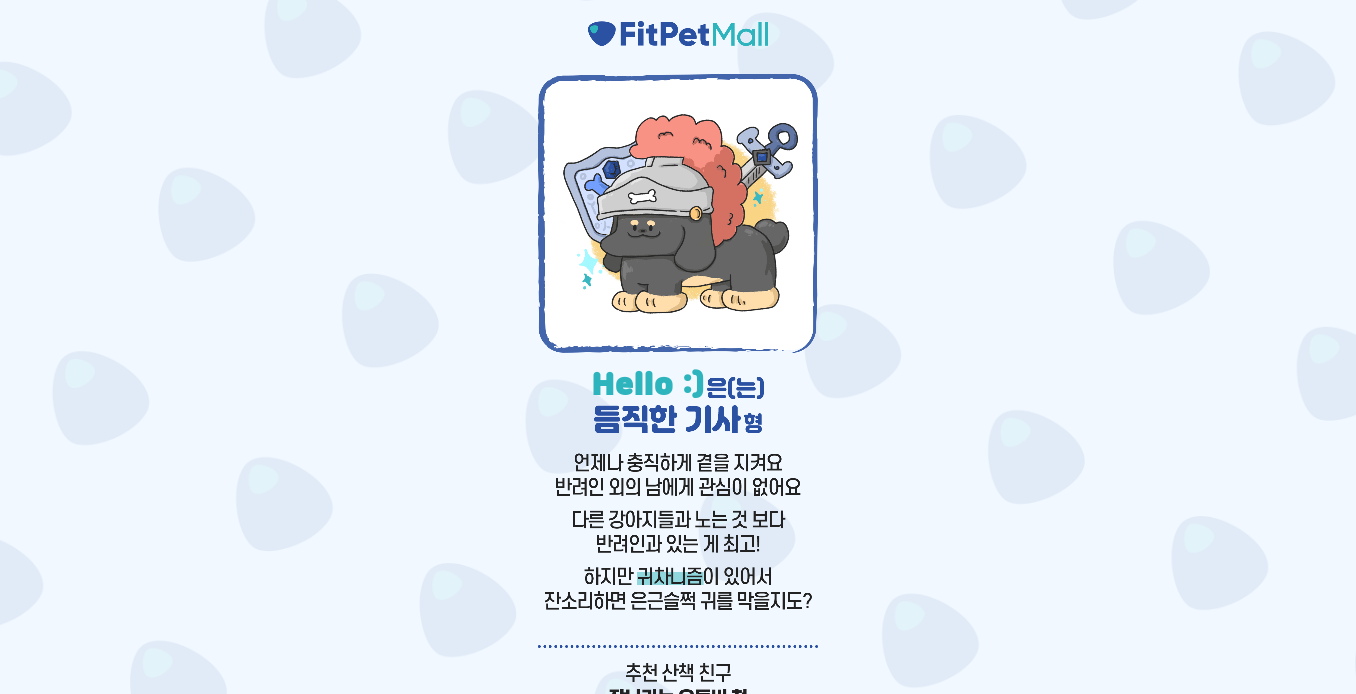 FitPetMall
Hello :)은(는)
듬직한 기사형
언제나 충직하게 곁을 지켜요
반려인 외의 남에게 관심이 없어요
다른 강아지들과 노는 것 보다
반려인과 있는 게 최고!
하지만 귀차니즘이 있어서
잔소리하면 은근슬쩍 귀를 막을지도?
추천 산책 친구